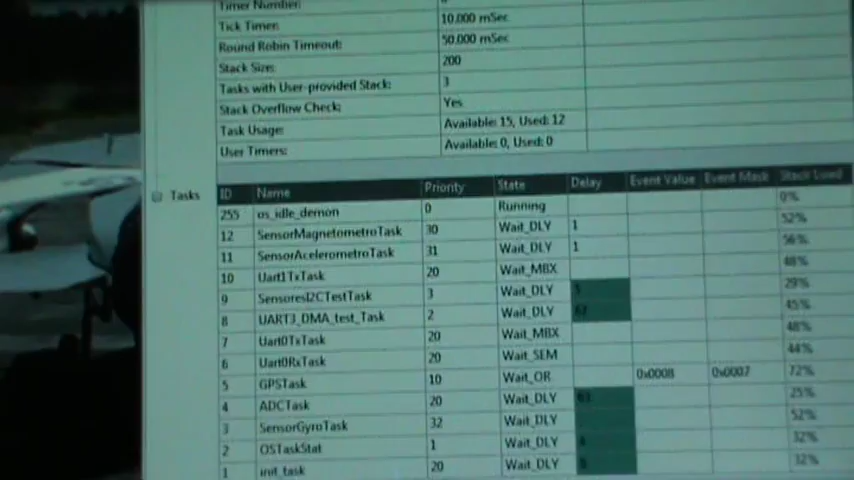 Timer Number:
Tick Timer: 10.000 mSec
Round Robin Timeout: 50.000 mSec
Stack Size: 200
Tasks with User-provided Stack: 3
Stack Overflow Check: Yes
Task Usage: Available: 15, Used: 12
User Timers: Available: 0, Used: 0
Tasks ID Name Priority State Delay Event Value Event Mask Stack Used
255 os_idle_demon 0 Running 0%
12 SensorMagnetometroTask 30 Wait_DLY 1 52%
11 SensorAcelerometroTask 31 Wait_DLY 1 56%
10 Uart1TxTask 20 Wait_MBX 48%
9 SensoresI2CTestTask 3 Wait_DLY 29%
8 UART3_DMA_test_Task 2 Wait_DLY 45%
7 Uart0TxTask 20 Wait_MBX 48%
6 Uart0RxTask 20 Wait_SEM 44%
5 GPSTask 10 Wait_OR 0x0008 0x0007 72%
4 ADCTask 20 Wait_DLY 25%
3 SensorGyroTask 32 Wait_DLY 52%
2 OSTaskStat 1 Wait_DLY 32%
1 init_task 20 Wait_DLY 32%